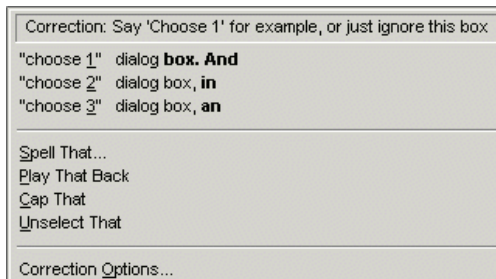 Correction: Say 'Choose 1' for example, or just ignore this box
"choose 1" dialog box. And
"choose 2" dialog box, in
"choose 3" dialog box, an
Spell That...
Play That Back
Cap That
Unselect That
Correction Options...